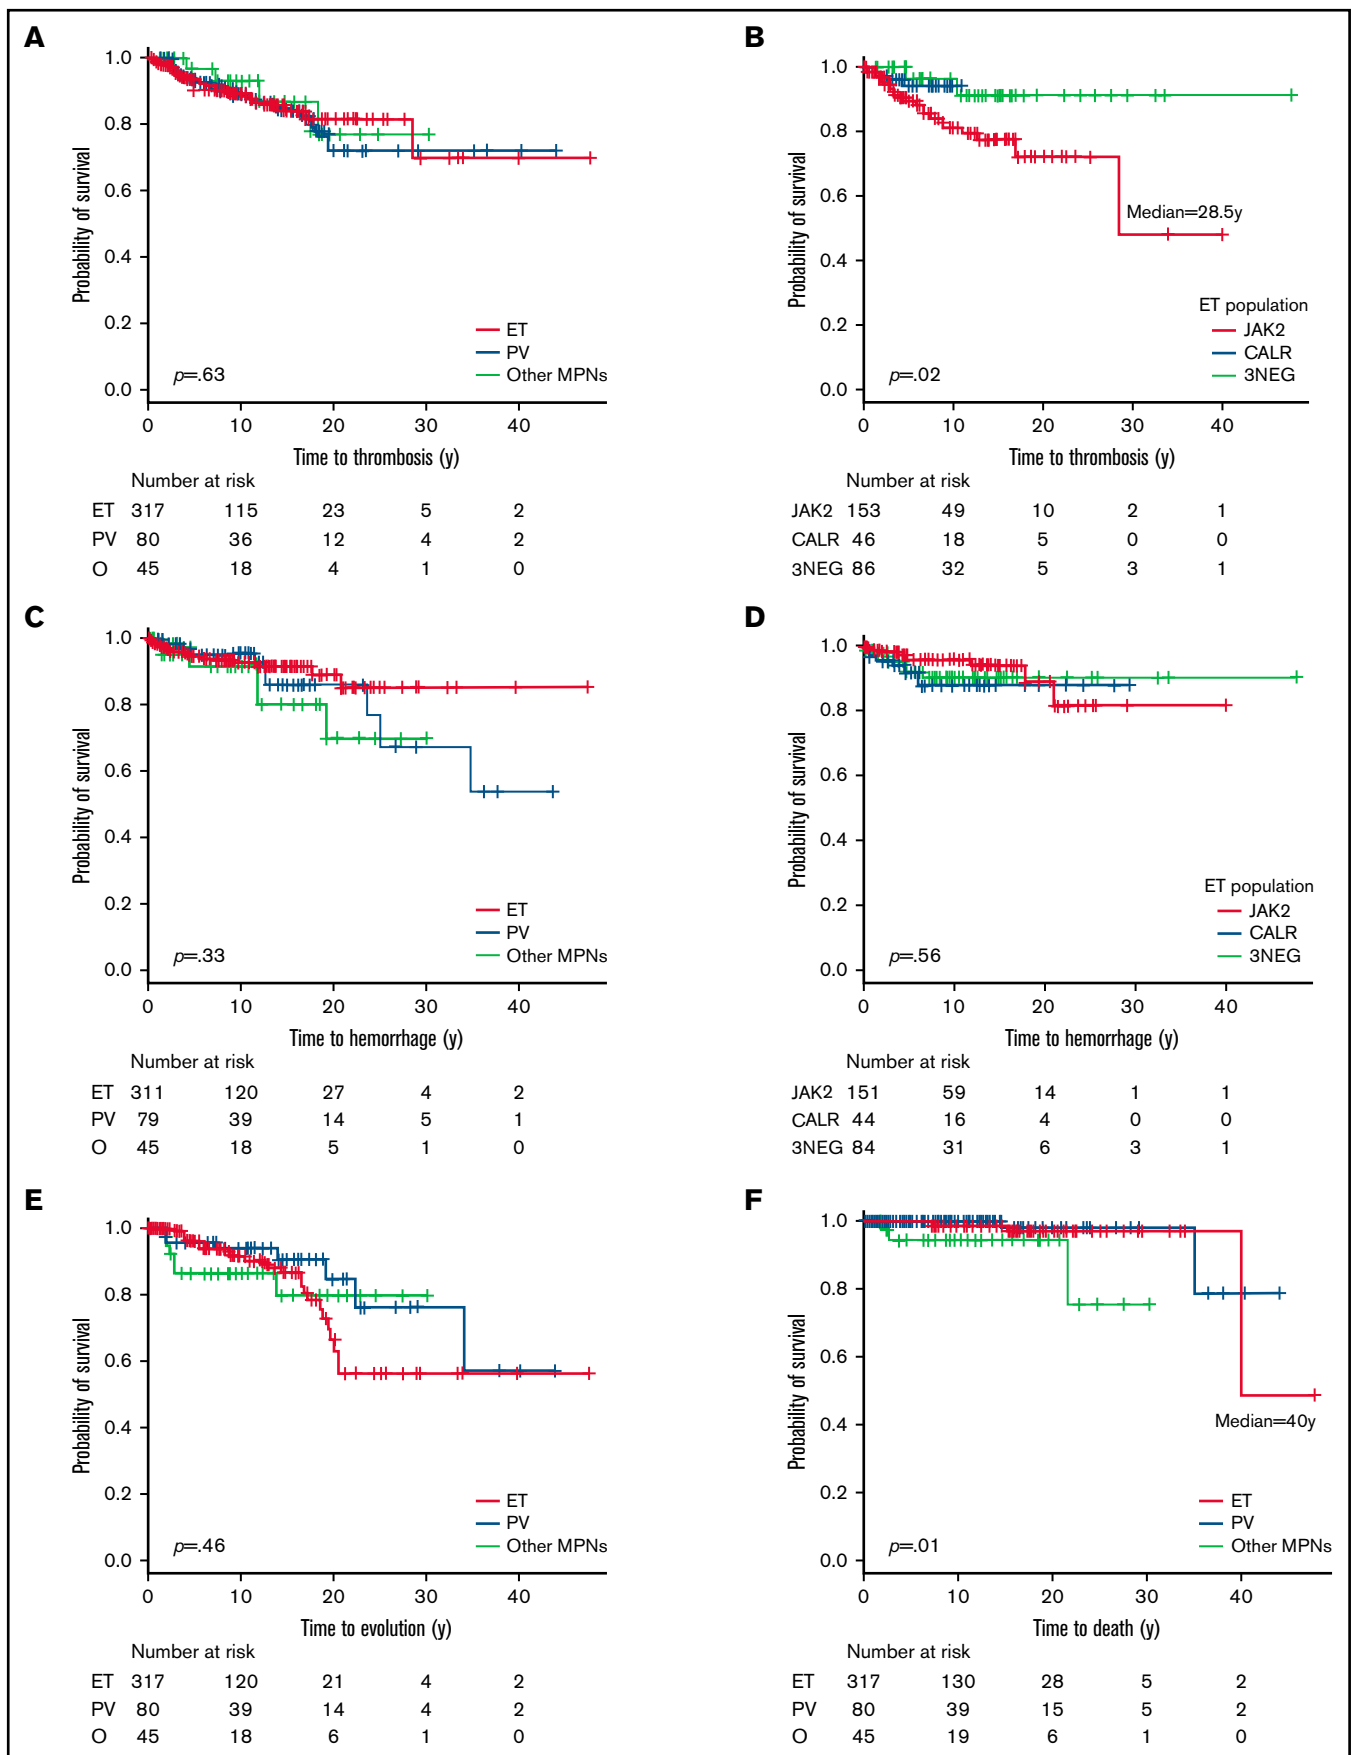 A
1.0
0.8
0.6
0.4
0.2
0.0
Probability of survival
ET
PV
Other MPNs
p=.63
0 10 20 30 40
Time to thrombosis (y)
Number at risk
ET 317 115 23 5 2
PV 80 36 12 4 2
O 45 18 4 1 0
B
1.0
0.8
0.6
0.4
0.2
0.0
Probability of survival
Median=28.5y
ET population
JAK2
CALR
3NEG
p=.02
0 10 20 30 40
Time to thrombosis (y)
Number at risk
JAK2 153 49 10 2 1
CALR 46 18 5 0 0
3NEG 86 32 5 3 1
C
1.0
0.8
0.6
0.4
0.2
0.0
Probability of survival
ET
PV
Other MPNs
p=.33
0 10 20 30 40
Time to hemorrhage (y)
Number at risk
ET 311 120 27 4 2
PV 79 39 14 5 1
O 45 18 5 1 0
D
1.0
0.8
0.6
0.4
0.2
0.0
Probability of survival
ET population
JAK2
CALR
3NEG
p=.56
0 10 20 30 40
Time to hemorrhage (y)
Number at risk
JAK2 151 59 14 1 1
CALR 44 16 4 0 0
3NEG 84 31 6 3 1
E
1.0
0.8
0.6
0.4
0.2
0.0
Probability of survival
ET
PV
Other MPNs
p=.46
0 10 20 30 40
Time to evolution (y)
Number at risk
ET 317 120 21 4 2
PV 80 39 14 4 2
O 45 18 6 1 0
F
1.0
0.8
0.6
0.4
0.2
0.0
Probability of survival
Median=40y
ET
PV
Other MPNs
p=.01
0 10 20 30 40
Time to death (y)
Number at risk
ET 317 130 28 5 2
PV 80 39 15 5 2
O 45 19 6 1 0